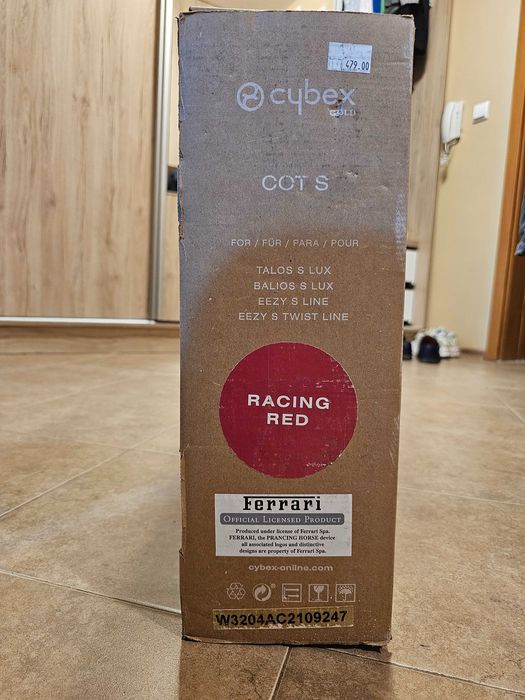 479.00
cybex
GOLD
COT S
FOR / FÜR / PARA / POUR
TALOS S LUX
BALIOS S LUX
EEZY S LINE
EEZY S TWIST LINE
RACING
RED
Ferrari
OFFICIAL LICENSED PRODUCT
Produced under license of Ferrari Spa.
FERRARI, the PRANCING HORSE device
all associated logos and distinctive
designs are property of Ferrari Spa.
cybex-online.com
W3204AC2109247